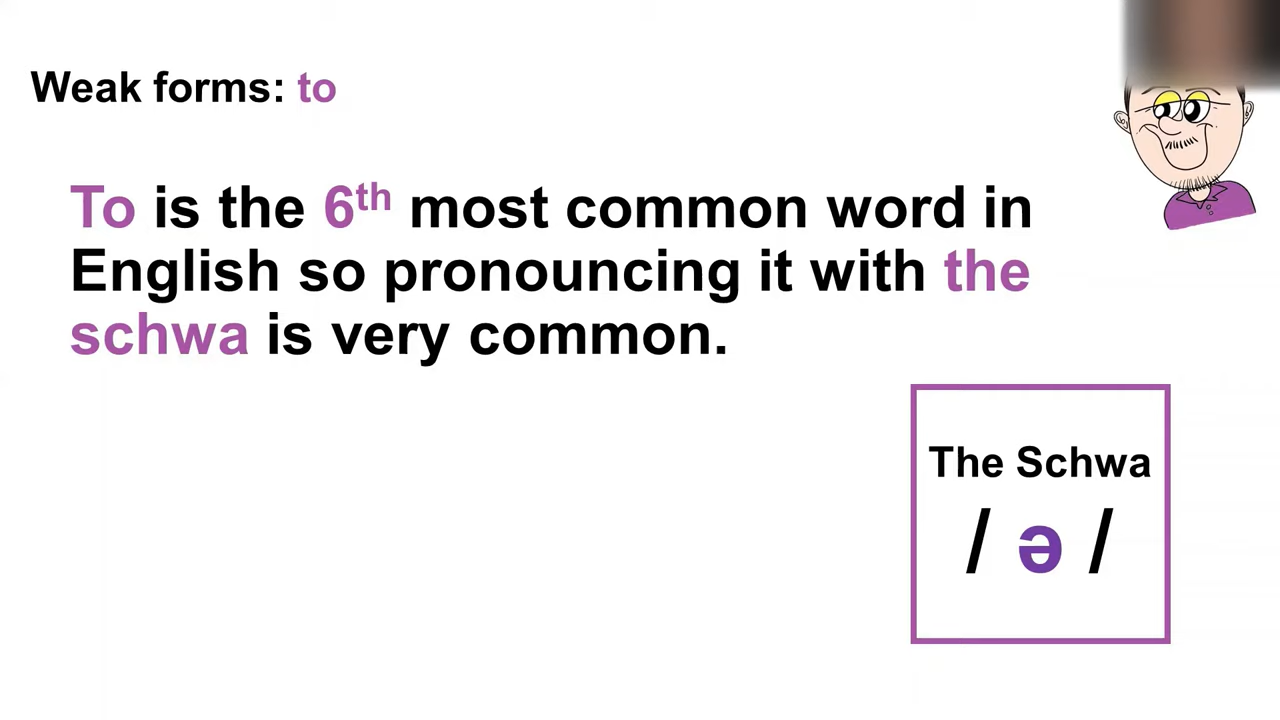 Weak forms: to
To is the 6th most common word in
English so pronouncing it with the
schwa is very common.
The Schwa
/ ə /